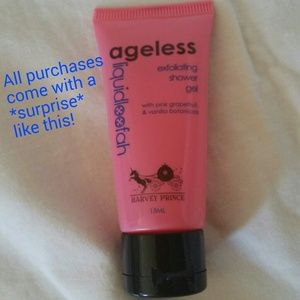 All purchases
come with a
*surprise*
like this!
ageless
liquidloofah
exfoliating
shower
gel
with pink grapefruit
& vanilla botanicals
HARVEY PRINCE
15ML